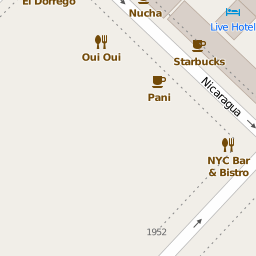 El Dorrego
Nucha
Live Hotel
Oui Oui
Starbucks
Pani
Nicaragua
NYC Bar
& Bistro
1952